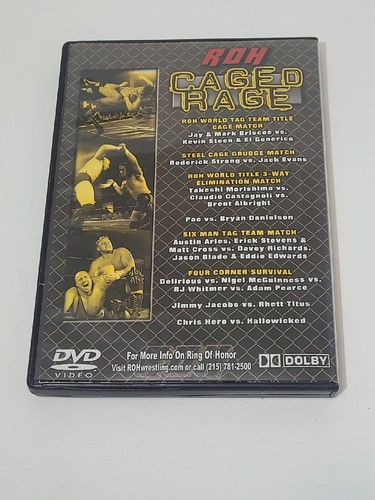 ROH
CAGED
RAGE
ROH WORLD TAG TEAM TITLE
CAGE MATCH
Jay & Mark Briscoe vs.
Kevin Steen & El Generico
STEEL CAGE GRUDGE MATCH
Roderick Strong vs. Jack Evans
ROH WORLD TITLE 3-WAY
ELIMINATION MATCH
Takeshi Morishima vs.
Claudio Castagnoli vs.
Brent Albright
Pac vs. Bryan Danielson
SIX MAN TAG TEAM MATCH
Austin Aries, Erick Stevens &
Matt Cross vs. Davey Richards,
Jason Blade & Eddie Edwards
FOUR CORNER SURVIVAL
Delirious vs. Nigel McGuinness vs.
BJ Whitmer vs. Adam Pearce
Jimmy Jacobs vs. Rhett Titus
Chris Hero vs. Hallowicked
DVD
VIDEO
For More Info On Ring Of Honor
Visit ROHwrestling.com or call (215) 781-2500
DOLBY